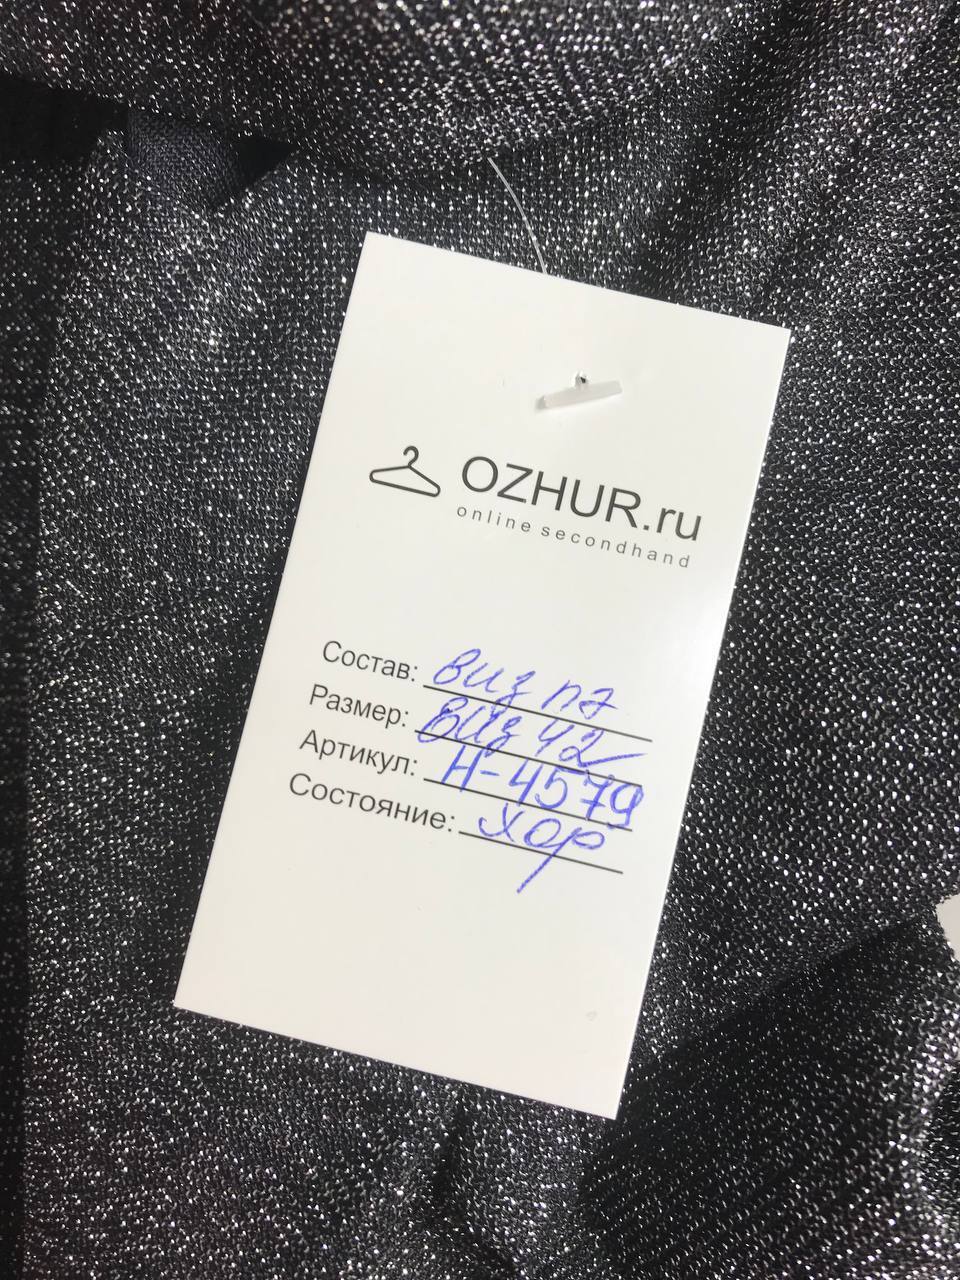 OZHUR.ru
online secondhand
Состав: виз пэ
Размер: виз 42
Артикул: Н-4579
Состояние: хор